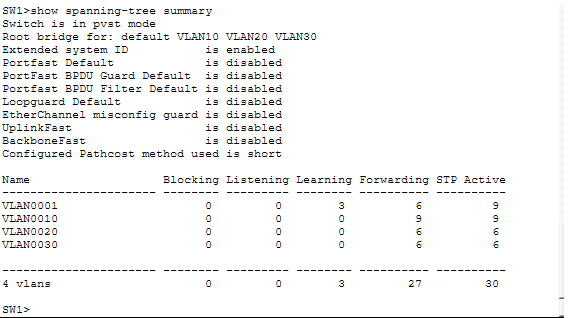 SW1>show spanning-tree summary
Switch is in pvst mode
Root bridge for: default VLAN10 VLAN20 VLAN30
Extended system ID           is enabled
Portfast Default             is disabled
PortFast BPDU Guard Default  is disabled
Portfast BPDU Filter Default is disabled
Loopguard Default            is disabled
EtherChannel misconfig guard is disabled
UplinkFast                   is disabled
BackboneFast                 is disabled
Configured Pathcost method used is short
Name                   Blocking Listening Learning Forwarding STP Active
---------------------- -------- --------- -------- ---------- ----------
VLAN0001                     0         0        3          6          9
VLAN0010                     0         0        0          9          9
VLAN0020                     0         0        0          6          6
VLAN0030                     0         0        0          6          6
---------------------- -------- --------- -------- ---------- ----------
4 vlans                      0         0        3         27         30
SW1>